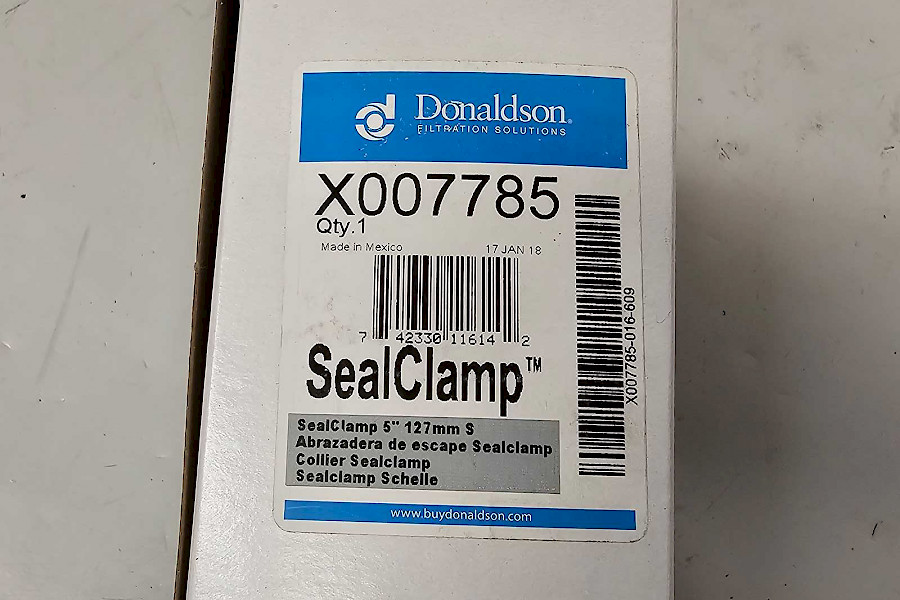 Donaldson®
FILTRATION SOLUTIONS
X007785
Qty.1
Made in Mexico 17 JAN 18
7 42330 11614 2
X007785-016-609
SealClamp™
SealClamp 5" 127mm S
Abrazadera de escape Sealclamp
Collier Sealclamp
Sealclamp Schelle
www.buydonaldson.com